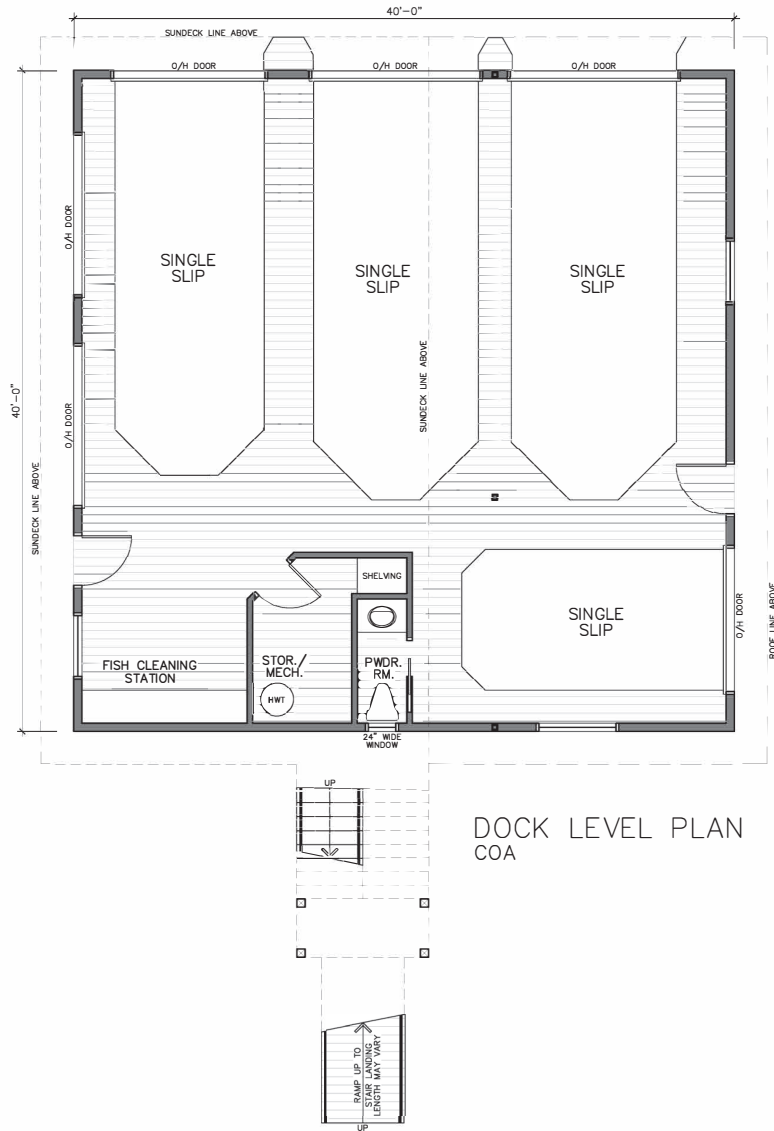 40'-0"
SUNDECK LINE ABOVE
O/H DOOR
O/H DOOR
O/H DOOR
O/H DOOR
SINGLE
SLIP
SINGLE
SLIP
SINGLE
SLIP
SUNDECK LINE ABOVE
40'-0"
O/H DOOR
SUNDECK LINE ABOVE
SHELVING
SINGLE
SLIP
O/H DOOR
ROOF LINE ABOVE
FISH CLEANING
STATION
STOR./
MECH.
HWT
PWDR.
RM.
24" WIDE
WINDOW
UP
DOCK LEVEL PLAN
COA
RAMP UP TO
STAIR LANDING
LENGTH MAY VARY
UP